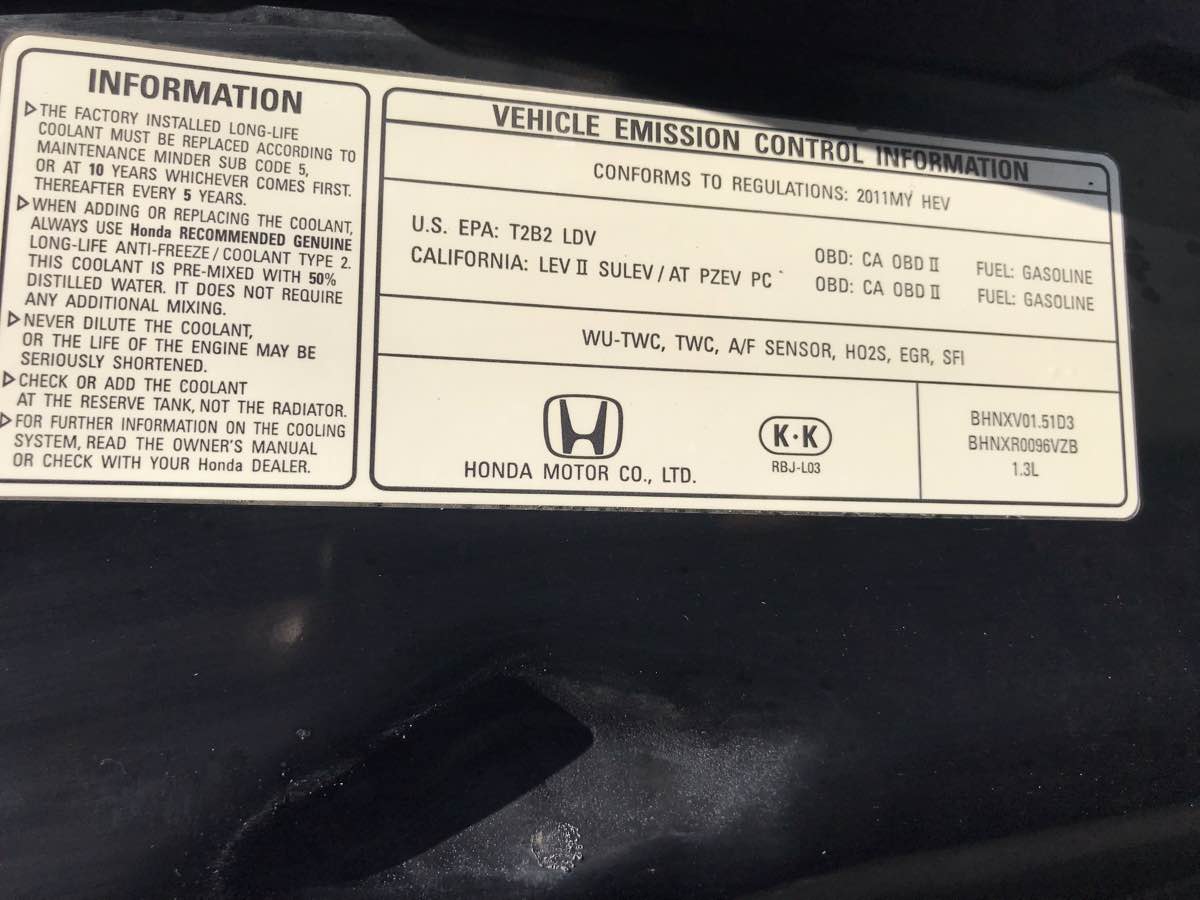 INFORMATION
▷THE FACTORY INSTALLED LONG-LIFE
COOLANT MUST BE REPLACED ACCORDING TO
MAINTENANCE MINDER SUB CODE 5,
OR AT 10 YEARS WHICHEVER COMES FIRST.
THEREAFTER EVERY 5 YEARS.
▷WHEN ADDING OR REPLACING THE COOLANT,
ALWAYS USE Honda RECOMMENDED GENUINE
LONG-LIFE ANTI-FREEZE/COOLANT TYPE 2.
THIS COOLANT IS PRE-MIXED WITH 50%
DISTILLED WATER. IT DOES NOT REQUIRE
ANY ADDITIONAL MIXING.
▷NEVER DILUTE THE COOLANT,
OR THE LIFE OF THE ENGINE MAY BE
SERIOUSLY SHORTENED.
▷CHECK OR ADD THE COOLANT
AT THE RESERVE TANK, NOT THE RADIATOR.
▷FOR FURTHER INFORMATION ON THE COOLING
SYSTEM, READ THE OWNER'S MANUAL
OR CHECK WITH YOUR Honda DEALER.
VEHICLE EMISSION CONTROL INFORMATION
CONFORMS TO REGULATIONS: 2011MY HEV
U.S. EPA: T2B2 LDV OBD: CA OBD II FUEL: GASOLINE
CALIFORNIA: LEV II SULEV/AT PZEV PC OBD: CA OBD II FUEL: GASOLINE
WU-TWC, TWC, A/F SENSOR, HO2S, EGR, SFI
HONDA MOTOR CO., LTD.
K·K
RBJ-L03
BHNXV01.51D3
BHNXR0096VZB
1.3L